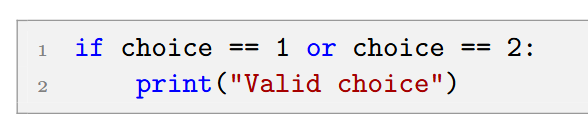 1 if choice == 1 or choice == 2:
2     print("Valid choice")